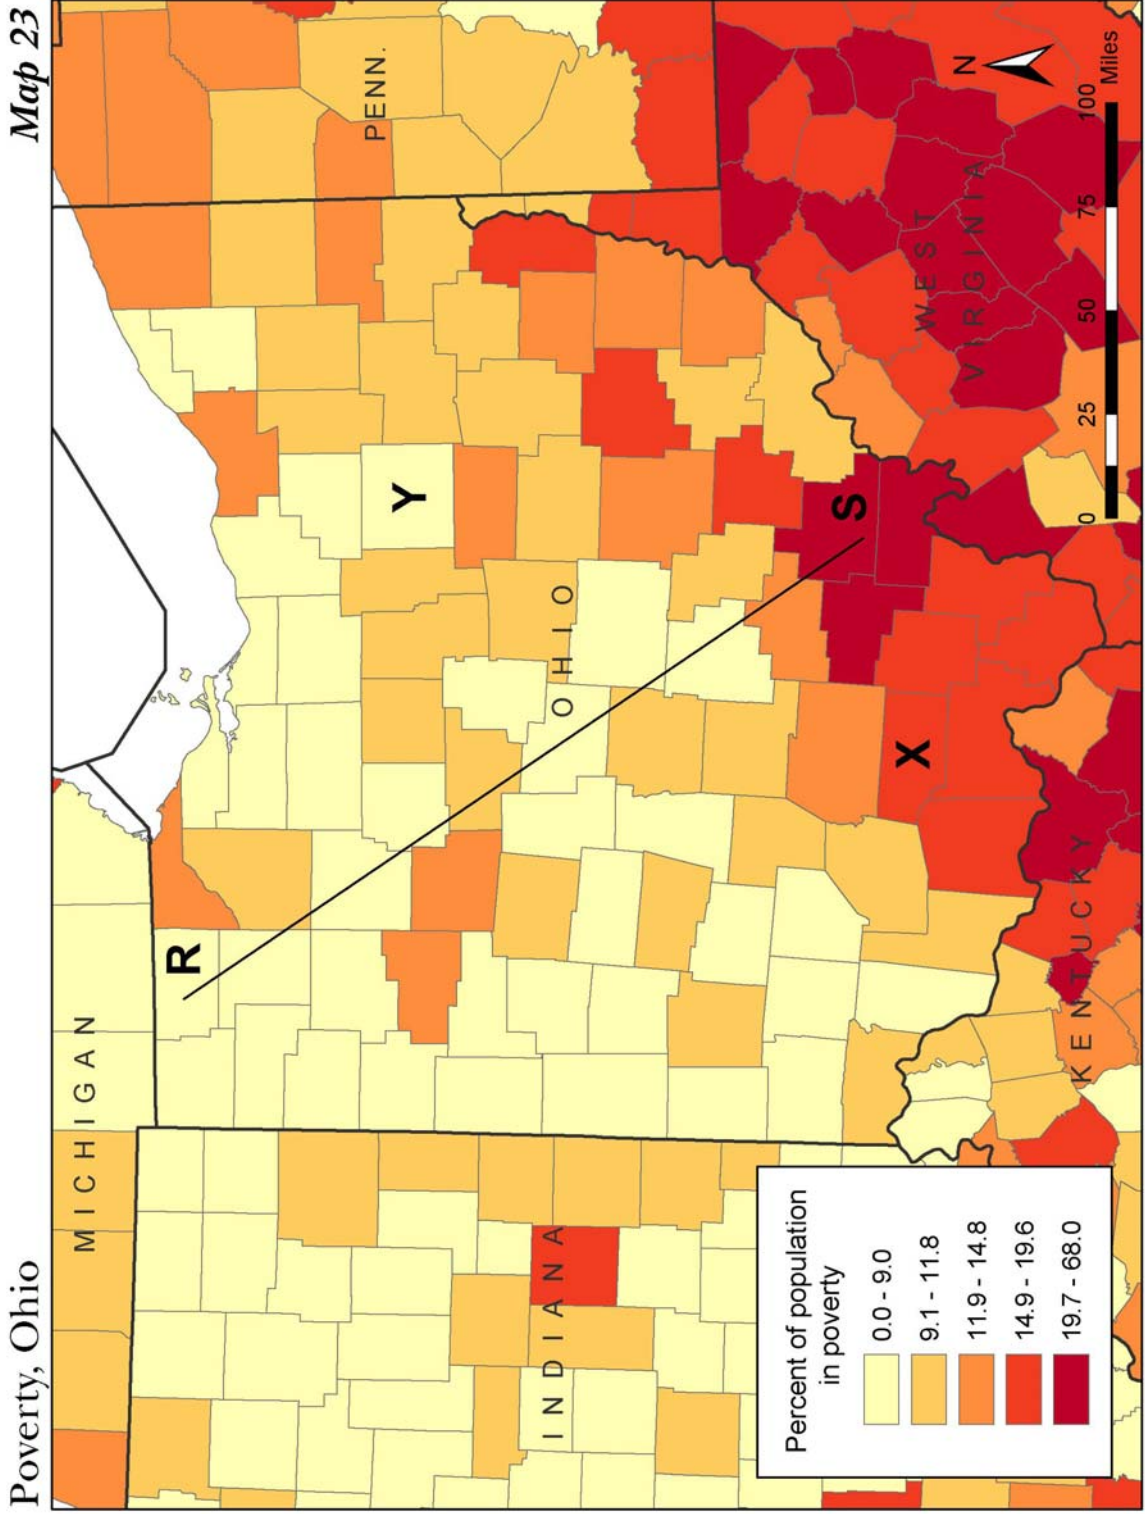 Poverty, Ohio
Map 23
MICHIGAN
PENN.
R
Y
OHIO
INDIANA
S
X
WEST
VIRGINIA
KENTUCKY
N
Percent of population
in poverty
0.0 - 9.0
9.1 - 11.8
11.9 - 14.8
14.9 - 19.6
19.7 - 68.0
0 25 50 75 100
Miles